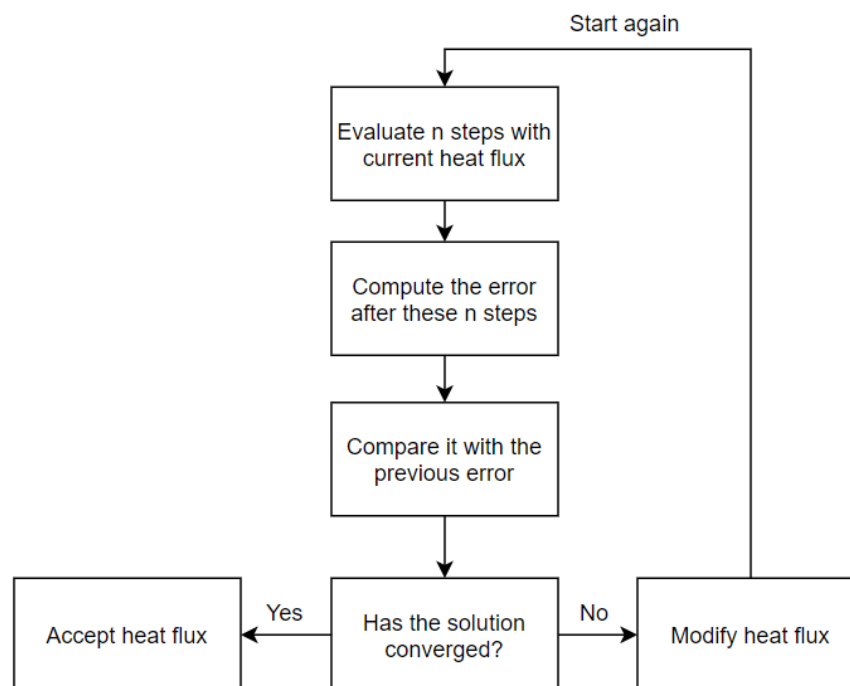 Start again
Evaluate n steps with
current heat flux
Compute the error
after these n steps
Compare it with the
previous error
Accept heat flux
Yes
Has the solution
converged?
No
Modify heat flux